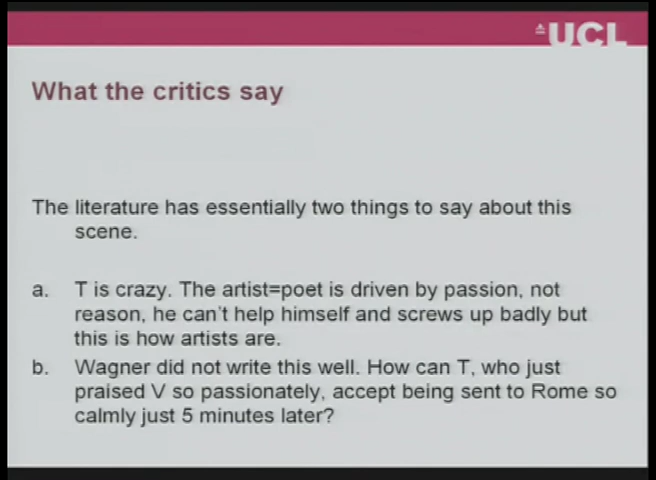 UCL
What the critics say
The literature has essentially two things to say about this
scene.
a. T is crazy. The artist=poet is driven by passion, not
reason, he can't help himself and screws up badly but
this is how artists are.
b. Wagner did not write this well. How can T, who just
praised V so passionately, accept being sent to Rome so
calmly just 5 minutes later?